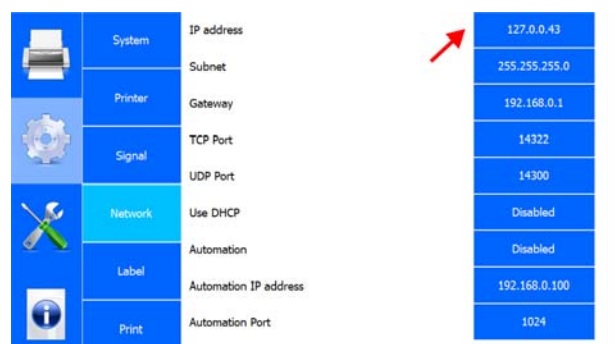 System
Printer
Signal
Network
Label
Print
IP address 127.0.0.43
Subnet 255.255.255.0
Gateway 192.168.0.1
TCP Port 14322
UDP Port 14300
Use DHCP Disabled
Automation Disabled
Automation IP address 192.168.0.100
Automation Port 1024